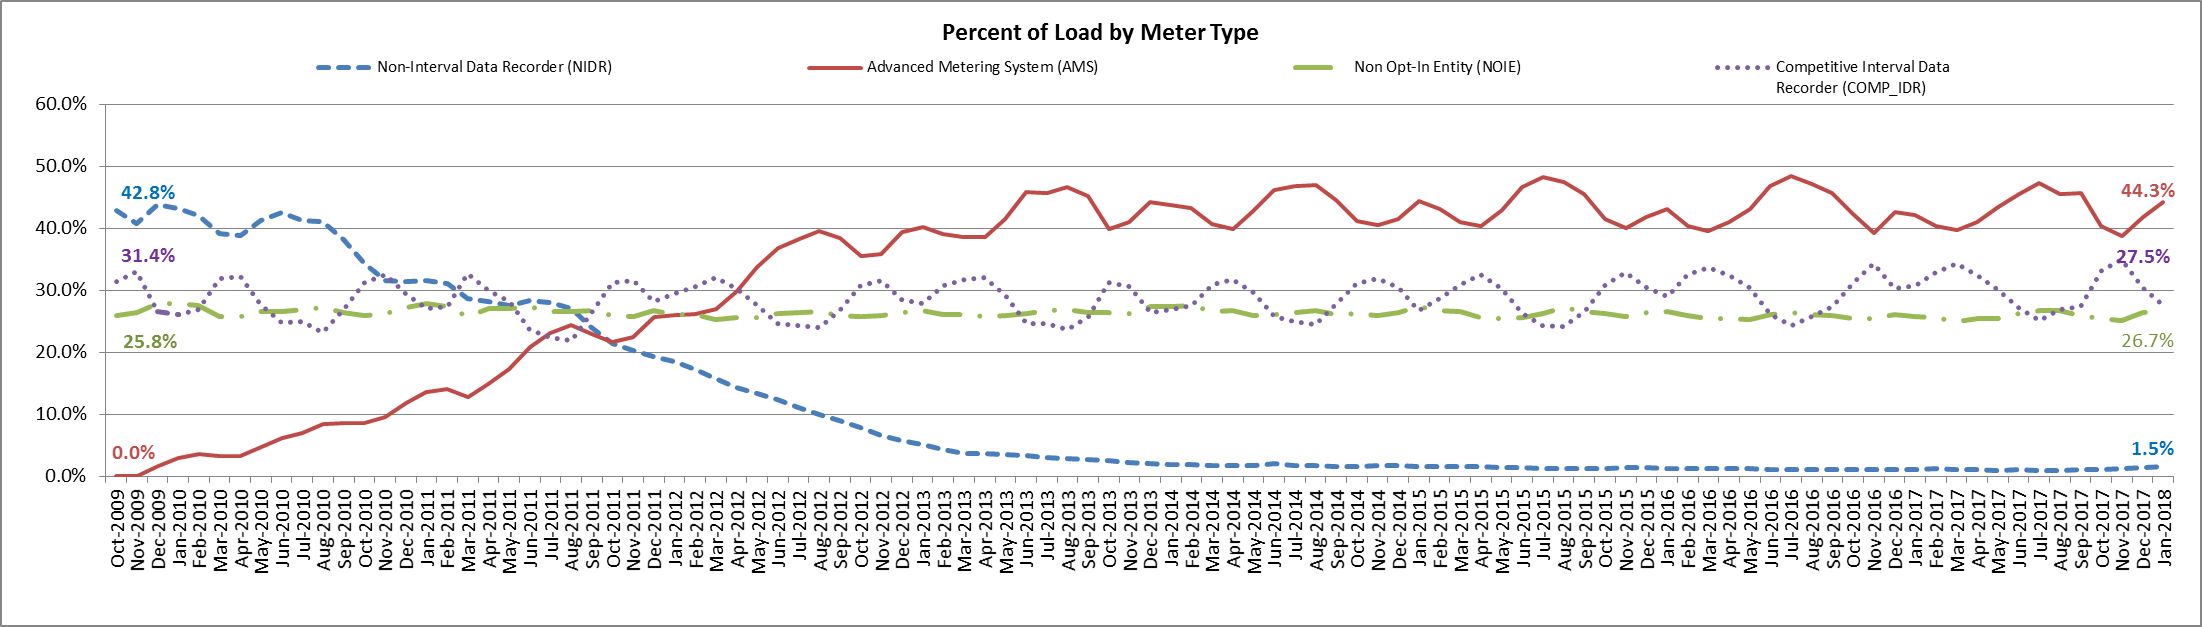 Percent of Load by Meter Type
Non-Interval Data Recorder (NIDR)
Advanced Metering System (AMS)
Non Opt-In Entity (NOIE)
Competitive Interval Data
Recorder (COMP_IDR)
60.0%
50.0%
40.0%
30.0%
20.0%
10.0%
0.0%
42.8%
31.4%
25.8%
0.0%
44.3%
27.5%
26.7%
1.5%
Oct-2009
Nov-2009
Dec-2009
Jan-2010
Feb-2010
Mar-2010
Apr-2010
May-2010
Jun-2010
Jul-2010
Aug-2010
Sep-2010
Oct-2010
Nov-2010
Dec-2010
Jan-2011
Feb-2011
Mar-2011
Apr-2011
May-2011
Jun-2011
Jul-2011
Aug-2011
Sep-2011
Oct-2011
Nov-2011
Dec-2011
Jan-2012
Feb-2012
Mar-2012
Apr-2012
May-2012
Jun-2012
Jul-2012
Aug-2012
Sep-2012
Oct-2012
Nov-2012
Dec-2012
Jan-2013
Feb-2013
Mar-2013
Apr-2013
May-2013
Jun-2013
Jul-2013
Aug-2013
Sep-2013
Oct-2013
Nov-2013
Dec-2013
Jan-2014
Feb-2014
Mar-2014
Apr-2014
May-2014
Jun-2014
Jul-2014
Aug-2014
Sep-2014
Oct-2014
Nov-2014
Dec-2014
Jan-2015
Feb-2015
Mar-2015
Apr-2015
May-2015
Jun-2015
Jul-2015
Aug-2015
Sep-2015
Oct-2015
Nov-2015
Dec-2015
Jan-2016
Feb-2016
Mar-2016
Apr-2016
May-2016
Jun-2016
Jul-2016
Aug-2016
Sep-2016
Oct-2016
Nov-2016
Dec-2016
Jan-2017
Feb-2017
Mar-2017
Apr-2017
May-2017
Jun-2017
Jul-2017
Aug-2017
Sep-2017
Oct-2017
Nov-2017
Dec-2017
Jan-2018